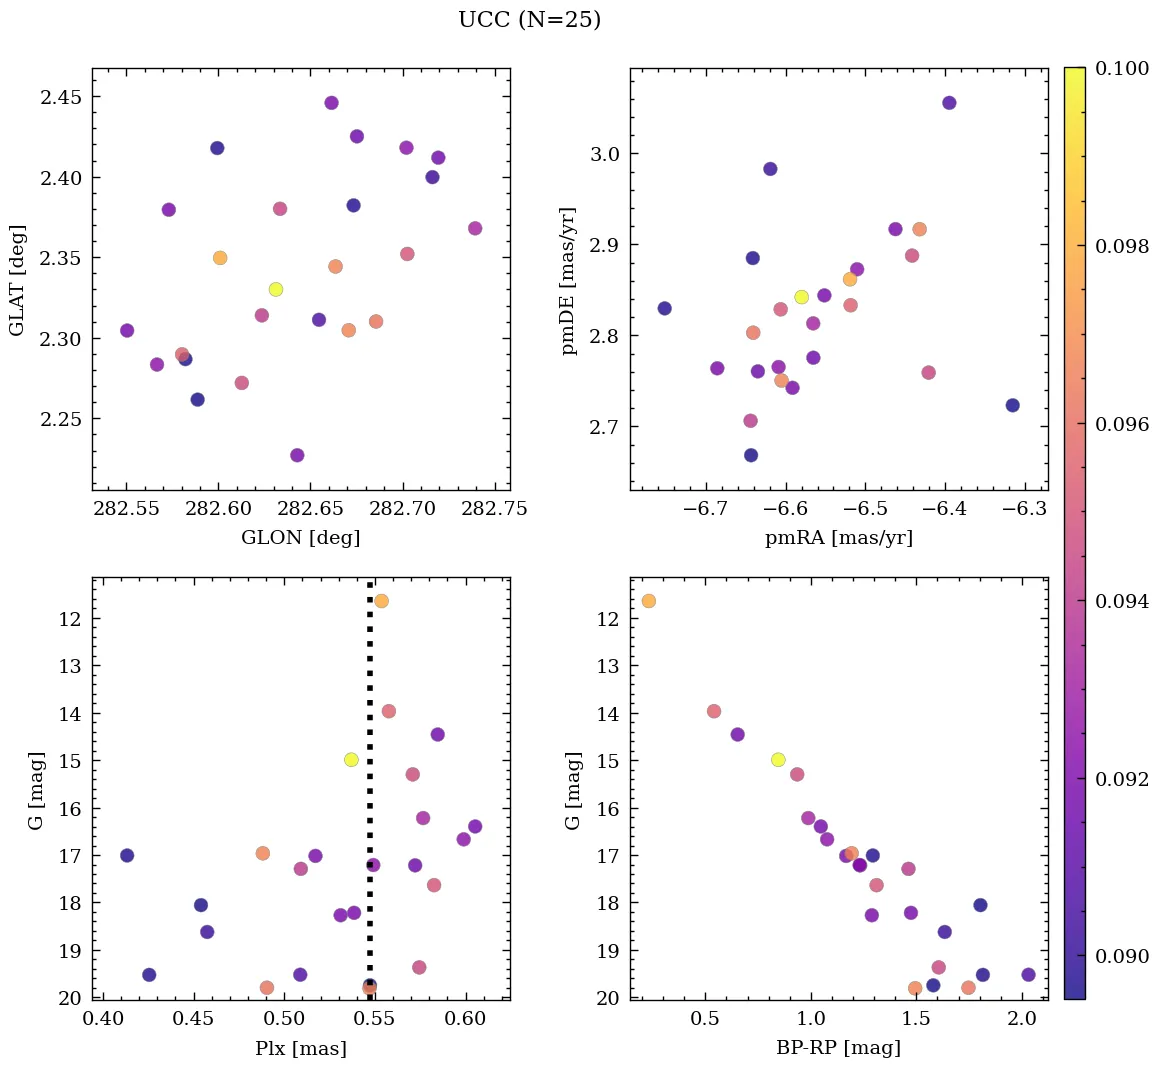 UCC (N=25)
2.45
2.40
2.35
2.30
2.25
GLAT [deg]
282.55 282.60 282.65 282.70 282.75
GLON [deg]
3.0
2.9
2.8
2.7
pmDE [mas/yr]
−6.7 −6.6 −6.5 −6.4 −6.3
pmRA [mas/yr]
12
13
14
15
16
17
18
19
20
G [mag]
0.40 0.45 0.50 0.55 0.60
Plx [mas]
12
13
14
15
16
17
18
19
20
G [mag]
0.5 1.0 1.5 2.0
BP-RP [mag]
0.100
0.098
0.096
0.094
0.092
0.090